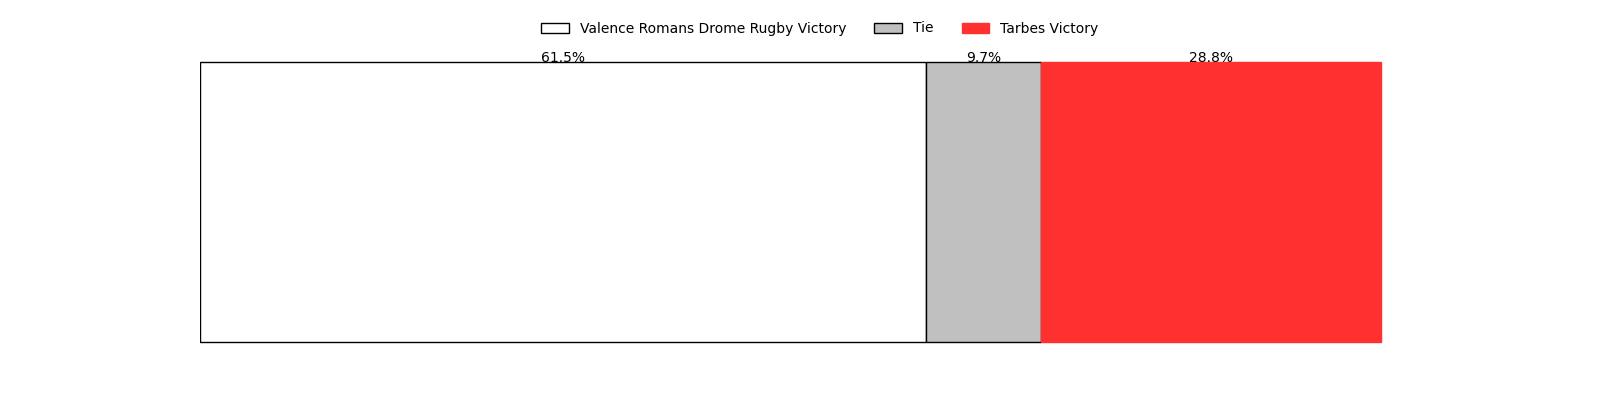 Valence Romans Drome Rugby Victory Tie Tarbes Victory
61.5% 9.7% 28.8%